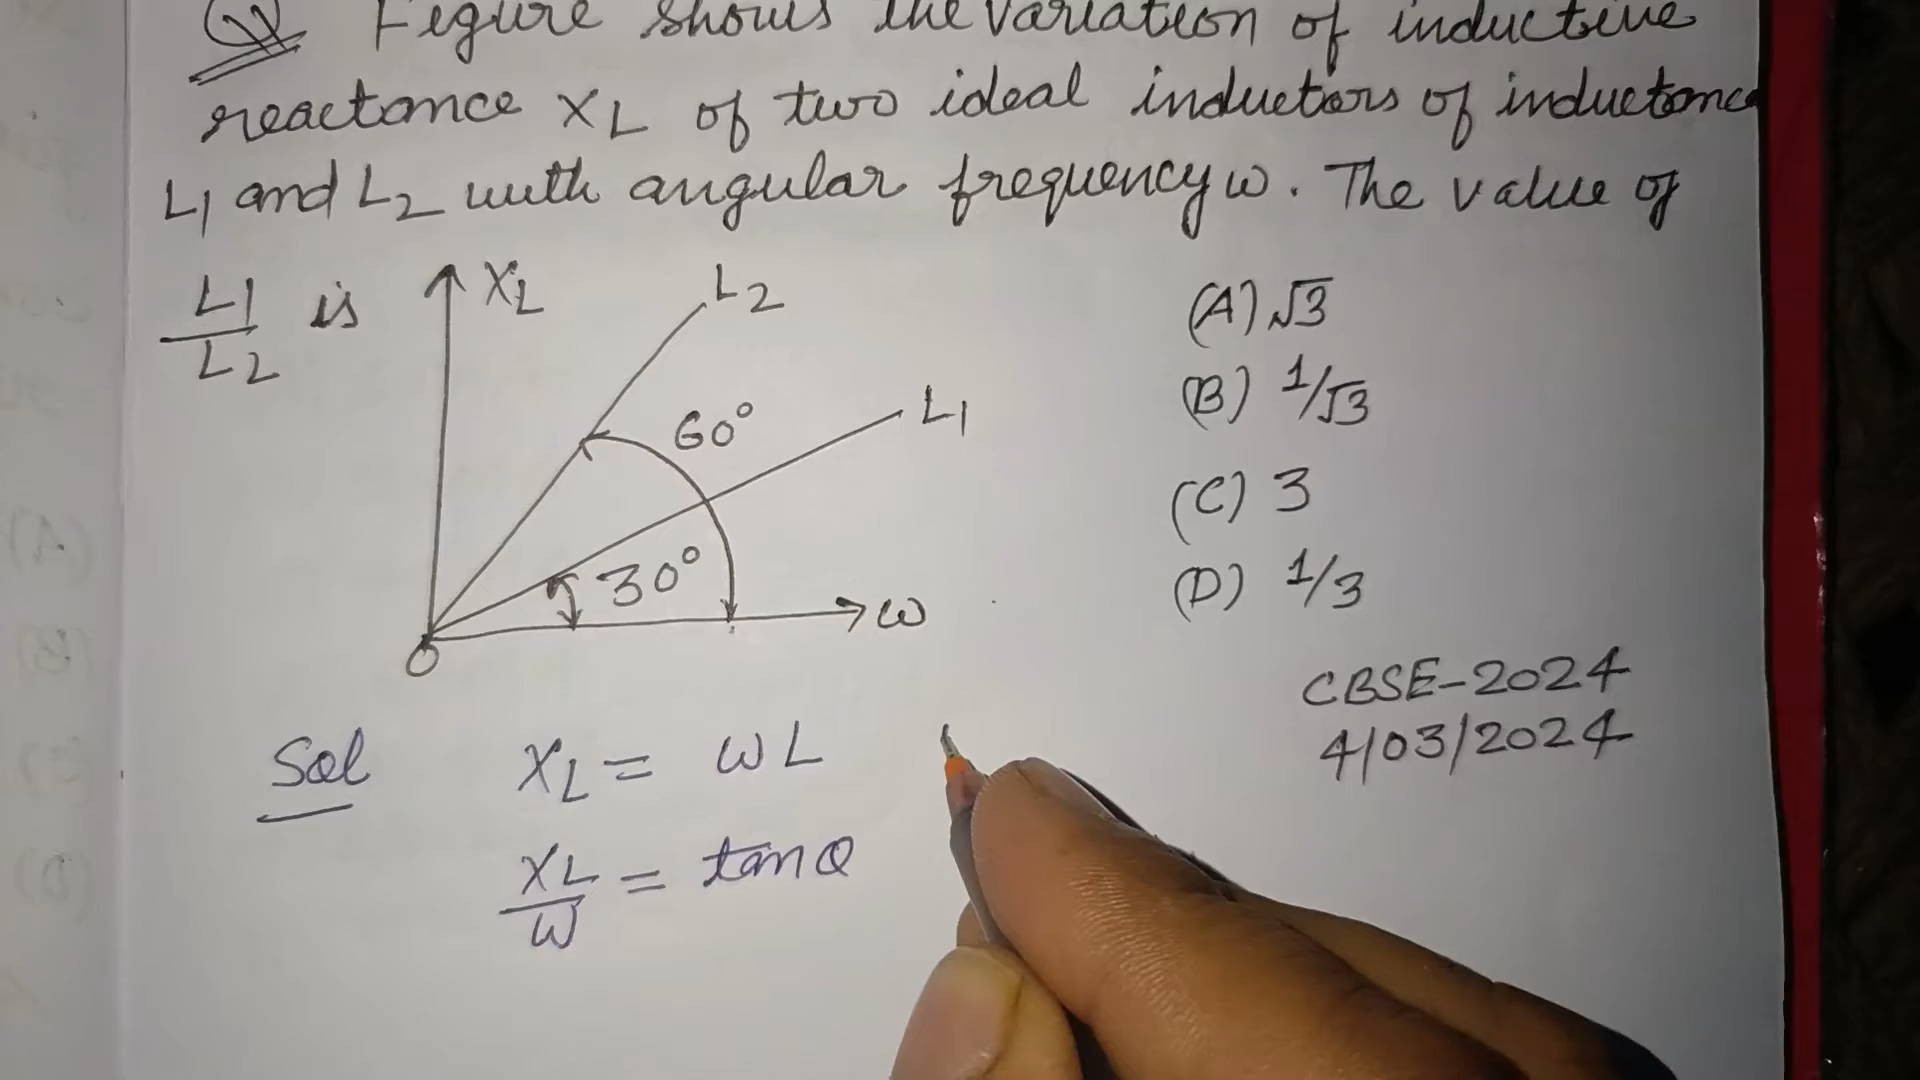 Q Figure shows the variation of inductive
reactance XL of two ideal inductors of inductance
L1 and L2 with angular frequency ω. The value of
L1/L2 is
XL
L2
L1
60°
30°
ω
O
(A) √3
(B) 1/√3
(C) 3
(D) 1/3
CBSE-2024
4/03/2024
Sol XL = ωL
XL/ω = tan θ